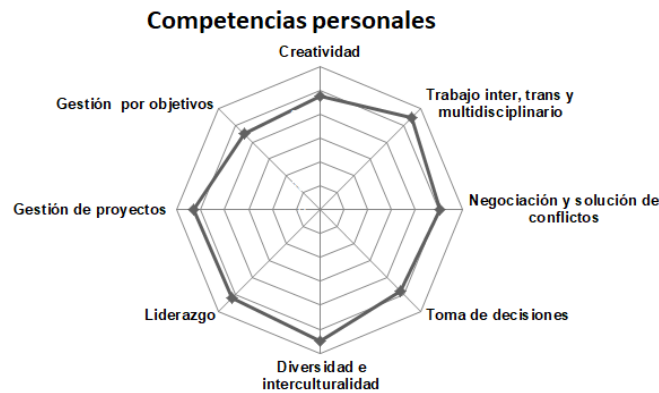 Competencias personales
Creatividad
Trabajo inter, trans y
multidisciplinario
Negociación y solución de
conflictos
Toma de decisiones
Diversidad e
interculturalidad
Liderazgo
Gestión de proyectos
Gestión por objetivos